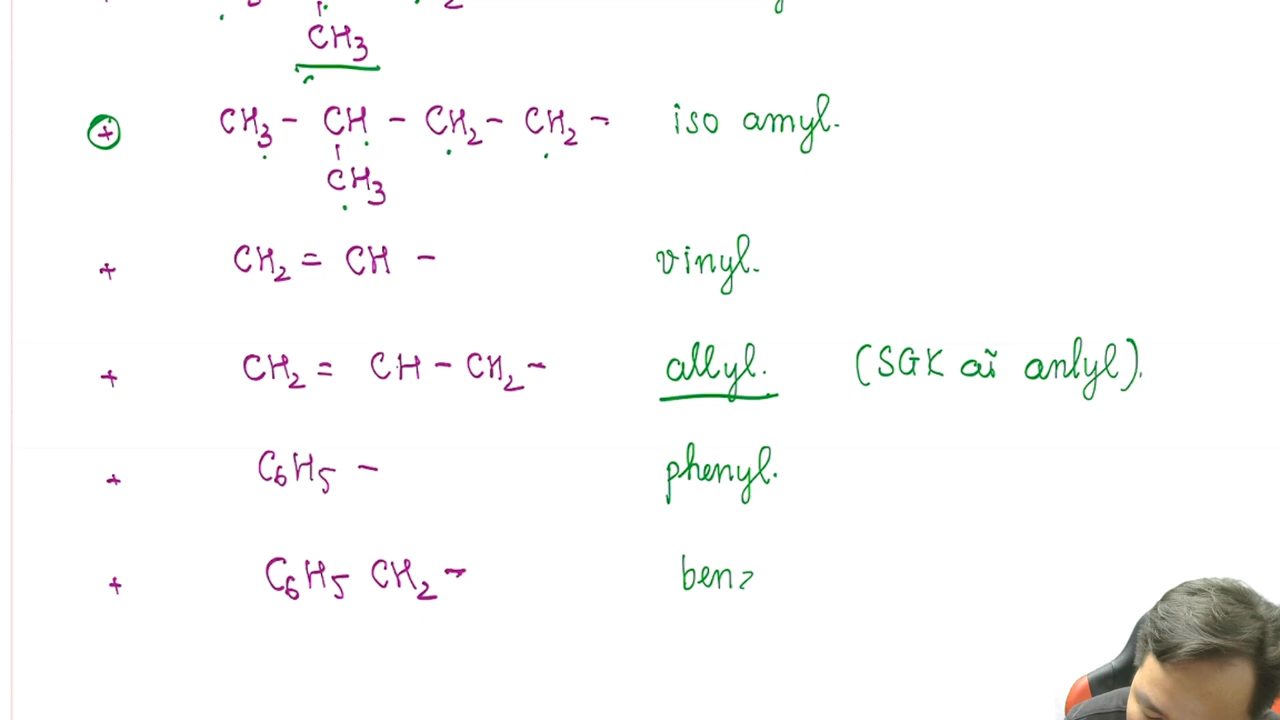 CH3
+ CH3 - CH - CH2 - CH2 - iso amyl.
CH3
+ CH2 = CH - vinyl.
+ CH2 = CH - CH2 - allyl. (SGK cũ anlyl).
+ C6H5 - phenyl.
+ C6H5 CH2 - benz